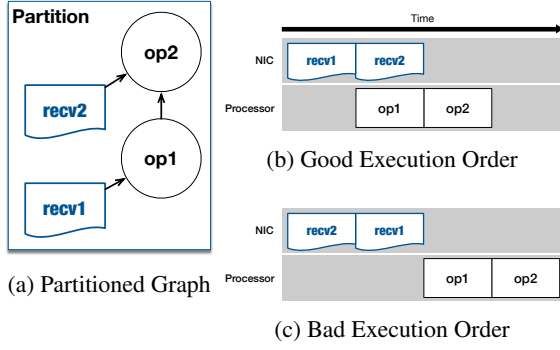 Partition
op2
recv2
op1
recv1
(a) Partitioned Graph
Time
NIC
recv1 recv2
Processor
op1 op2
(b) Good Execution Order
NIC
recv2 recv1
Processor
op1 op2
(c) Bad Execution Order